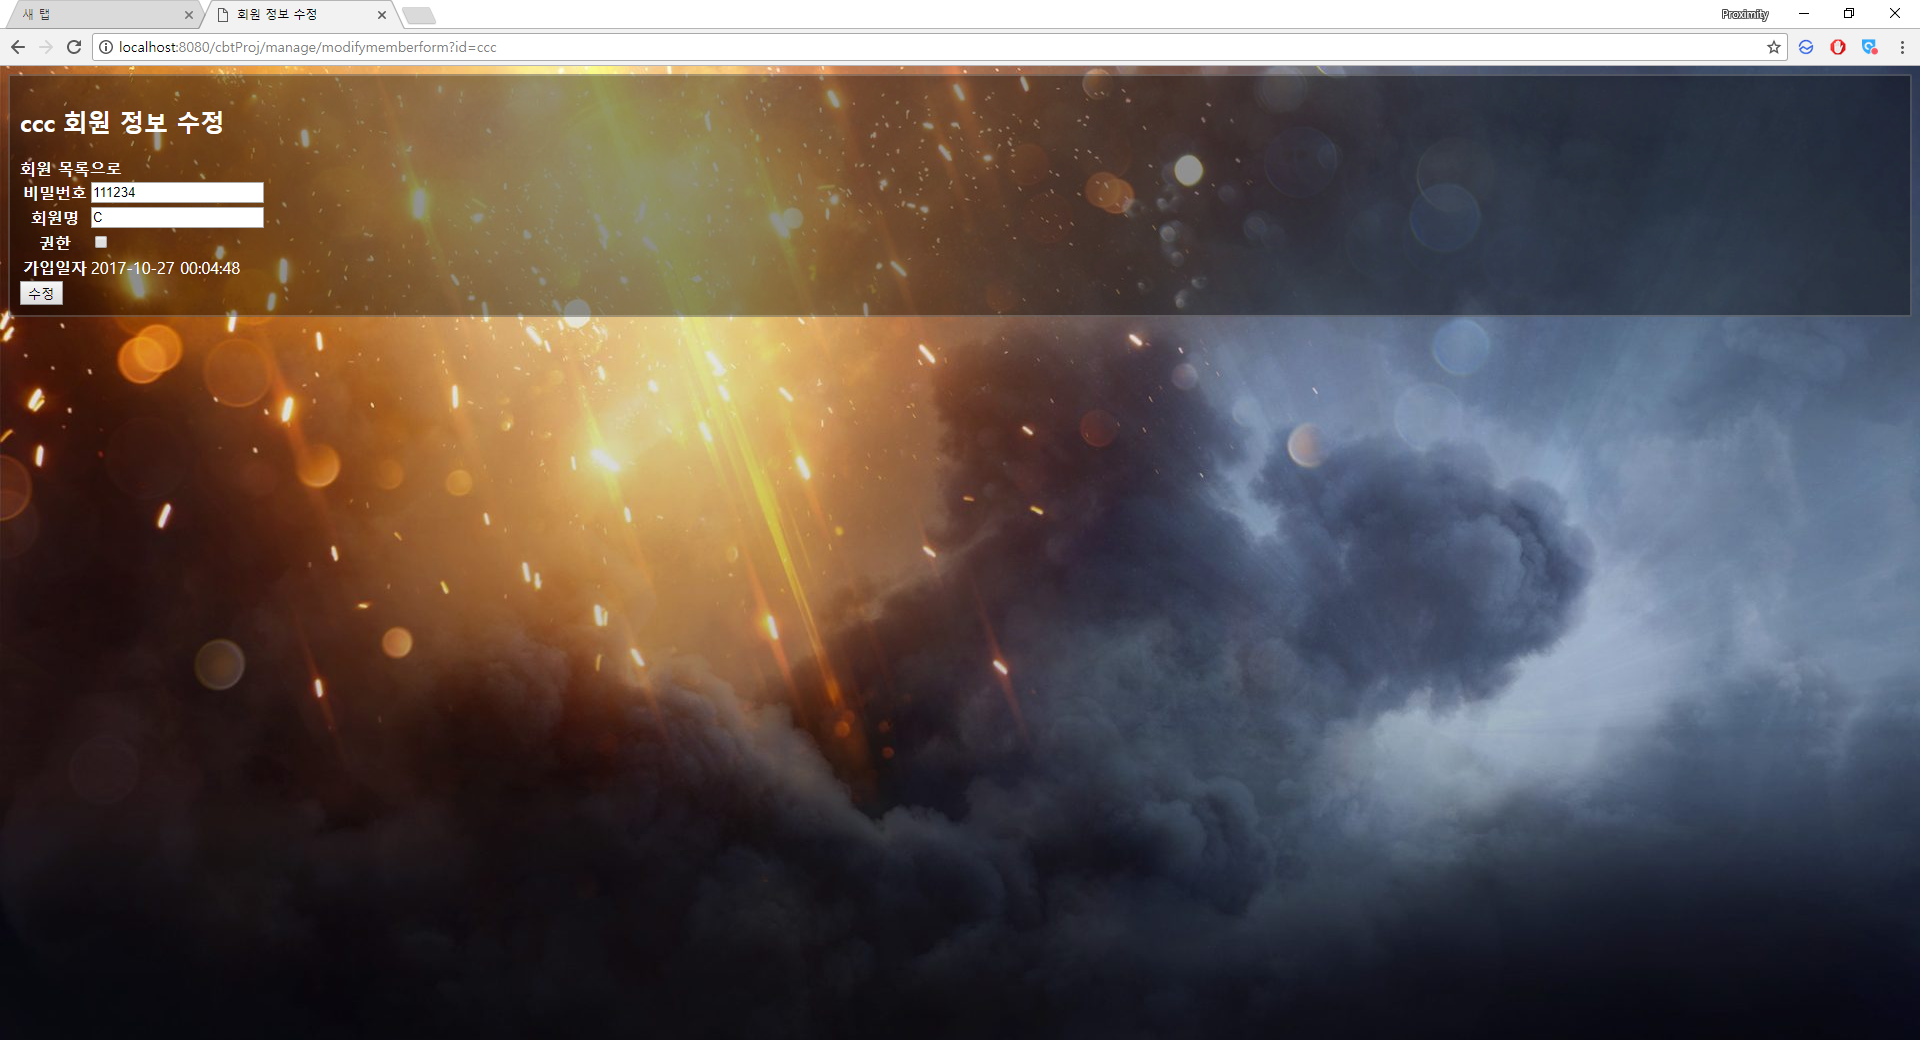 새 탭
회원 정보 수정
Proximity
localhost:8080/cbtProj/manage/modifymemberform?id=ccc
ccc 회원 정보 수정
회원 목록으로
비밀번호 111234
회원명 C
권한
가입일자 2017-10-27 00:04:48
수정